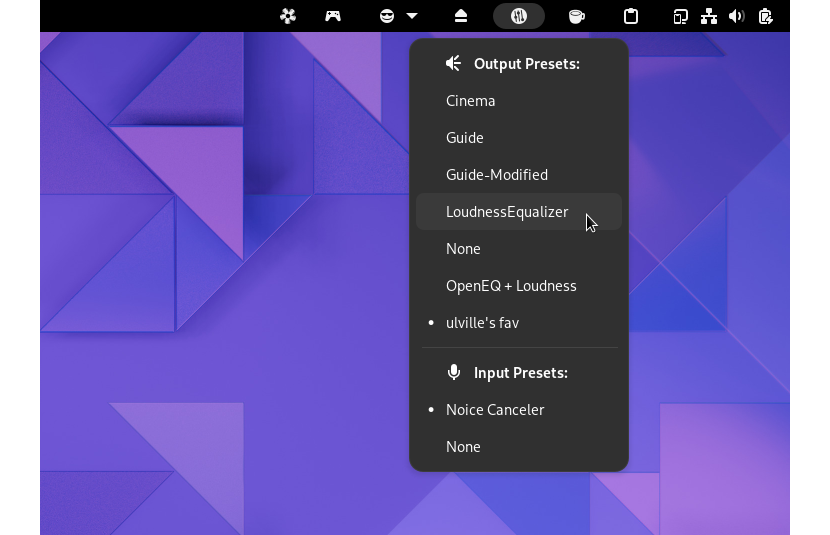 Output Presets:
Cinema
Guide
Guide-Modified
LoudnessEqualizer
None
OpenEQ + Loudness
• ulville's fav
Input Presets:
• Noice Canceler
None